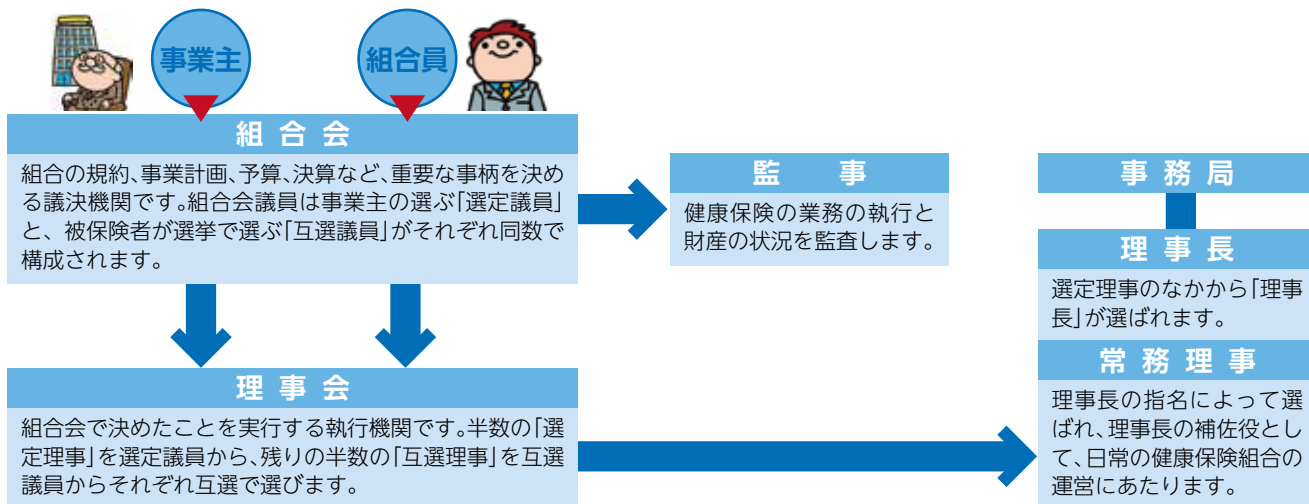 事業主
組合員
組合会
組合の規約、事業計画、予算、決算など、重要な事柄を決め
る議決機関です。組合会議員は事業主の選ぶ「選定議員」
と、被保険者が選挙で選ぶ「互選議員」がそれぞれ同数で
構成されます。
監事
健康保険の業務の執行と
財産の状況を監査します。
事務局
理事長
選定理事のなかから「理事
長」が選ばれます。
常務理事
理事長の指名によって選
ばれ、理事長の補佐役とし
て、日常の健康保険組合の
運営にあたります。
理事会
組合会で決めたことを実行する執行機関です。半数の「選
定理事」を選定議員から、残りの半数の「互選理事」を互選
議員からそれぞれ互選で選びます。